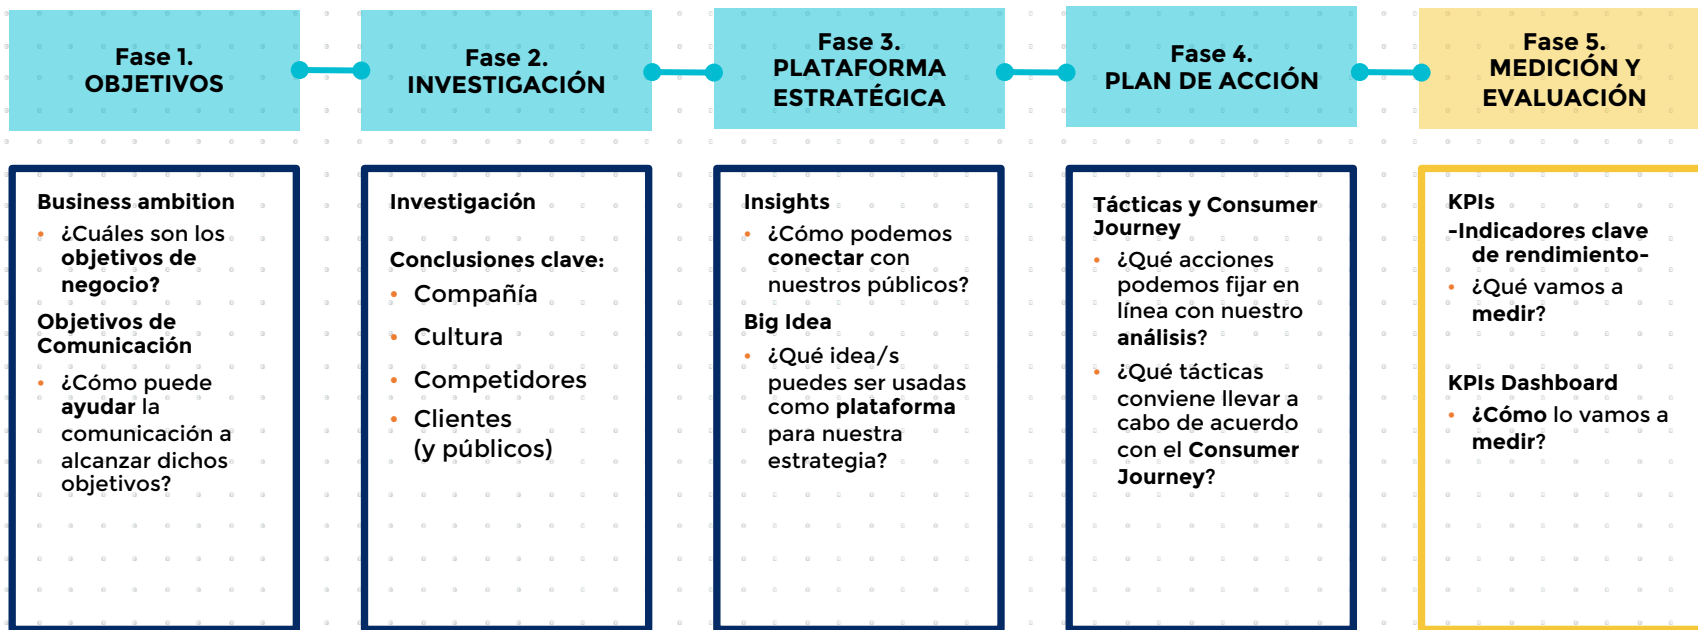 Fase 1.
OBJETIVOS
Fase 2.
INVESTIGACIÓN
Fase 3.
PLATAFORMA
ESTRATÉGICA
Fase 4.
PLAN DE ACCIÓN
Fase 5.
MEDICIÓN Y
EVALUACIÓN
Business ambition
• ¿Cuáles son los
objetivos de
negocio?
Objetivos de
Comunicación
• ¿Cómo puede
ayudar la
comunicación a
alcanzar dichos
objetivos?
Investigación
Conclusiones clave:
• Compañía
• Cultura
• Competidores
• Clientes
(y públicos)
Insights
• ¿Cómo podemos
conectar con
nuestros públicos?
Big Idea
• ¿Qué idea/s
puedes ser usadas
como plataforma
para nuestra
estrategia?
Tácticas y Consumer
Journey
• ¿Qué acciones
podemos fijar en
línea con nuestro
análisis?
• ¿Qué tácticas
conviene llevar a
cabo de acuerdo
con el Consumer
Journey?
KPIs
-Indicadores clave
de rendimiento-
• ¿Qué vamos a
medir?
KPIs Dashboard
• ¿Cómo lo vamos a
medir?